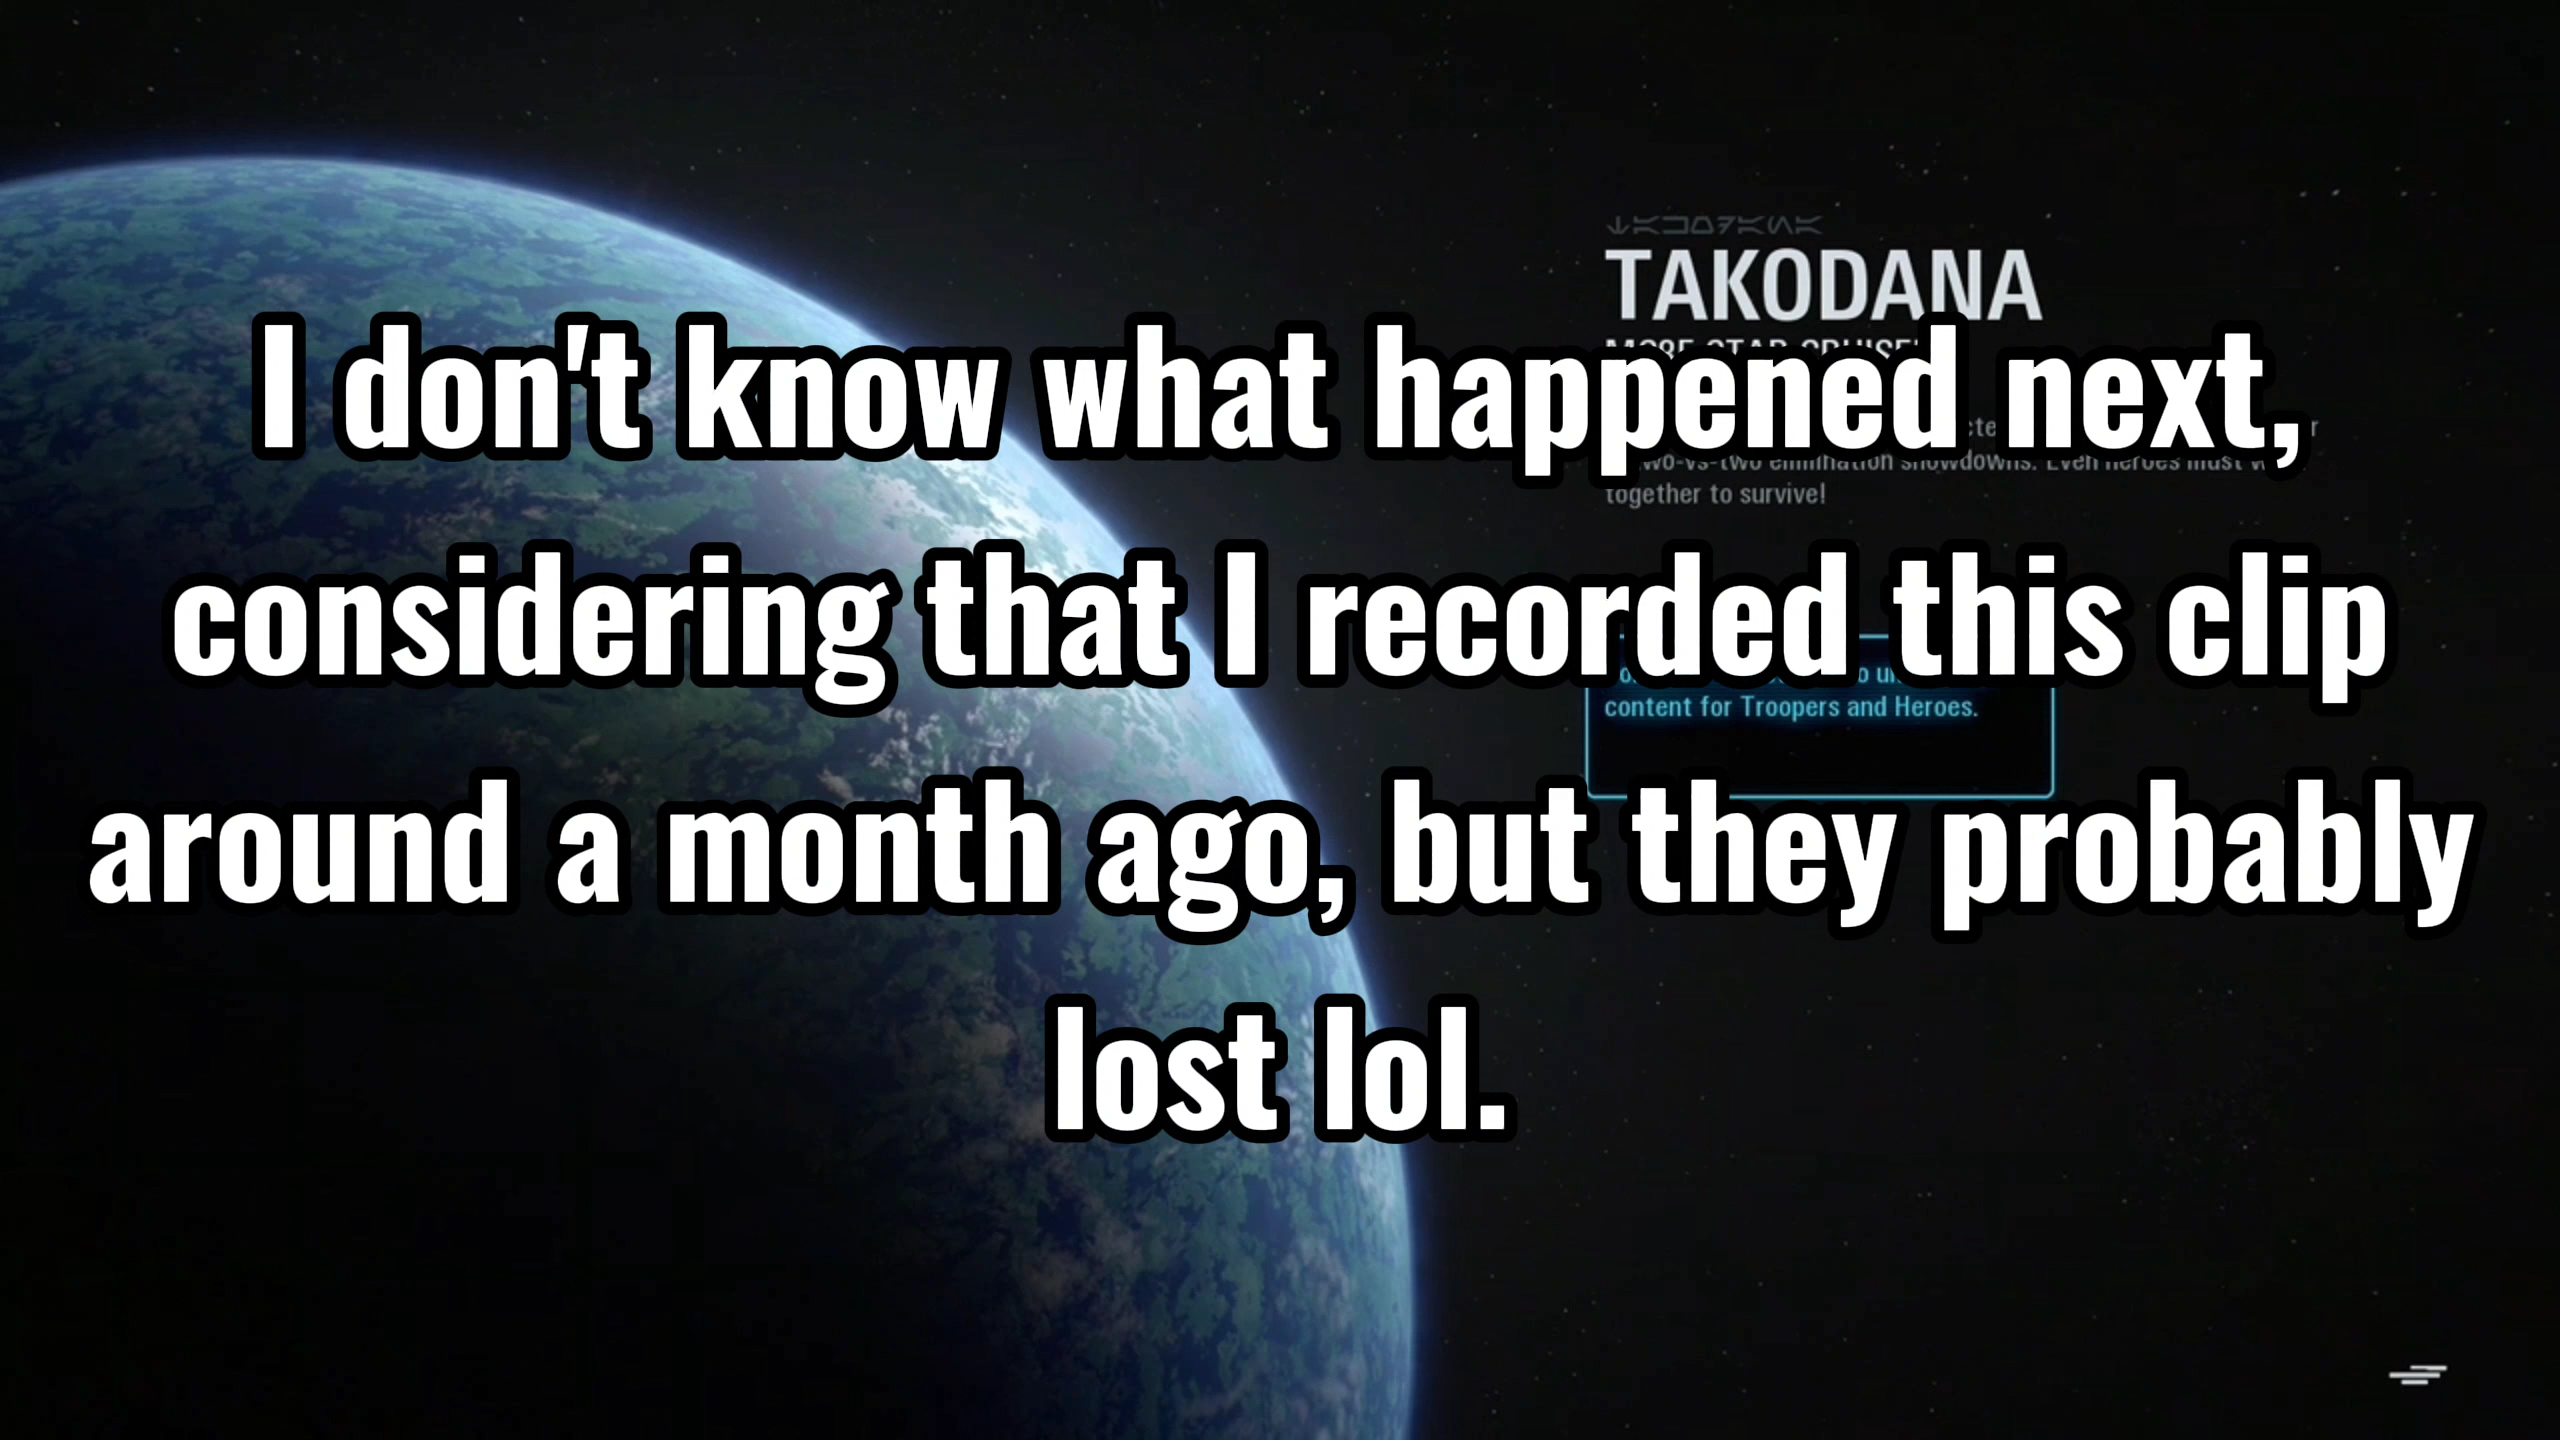 TAKODANA
I don't know what happened next,
together to survive!
considering that I recorded this clip
content for Troopers and Heroes.
around a month ago, but they probably
lost lol.